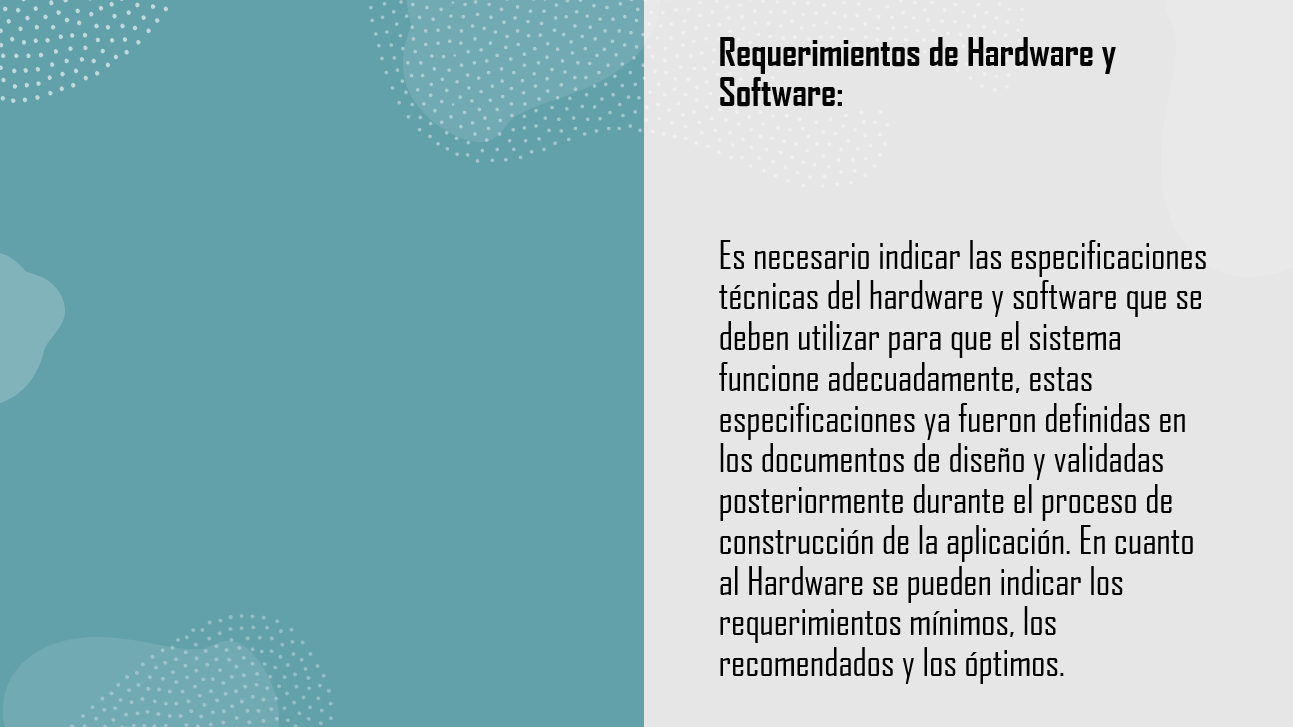 Requerimientos de Hardware y
Software:
Es necesario indicar las especificaciones
técnicas del hardware y software que se
deben utilizar para que el sistema
funcione adecuadamente, estas
especificaciones ya fueron definidas en
los documentos de diseño y validadas
posteriormente durante el proceso de
construcción de la aplicación. En cuanto
al Hardware se pueden indicar los
requerimientos mínimos, los
recomendados y los óptimos.